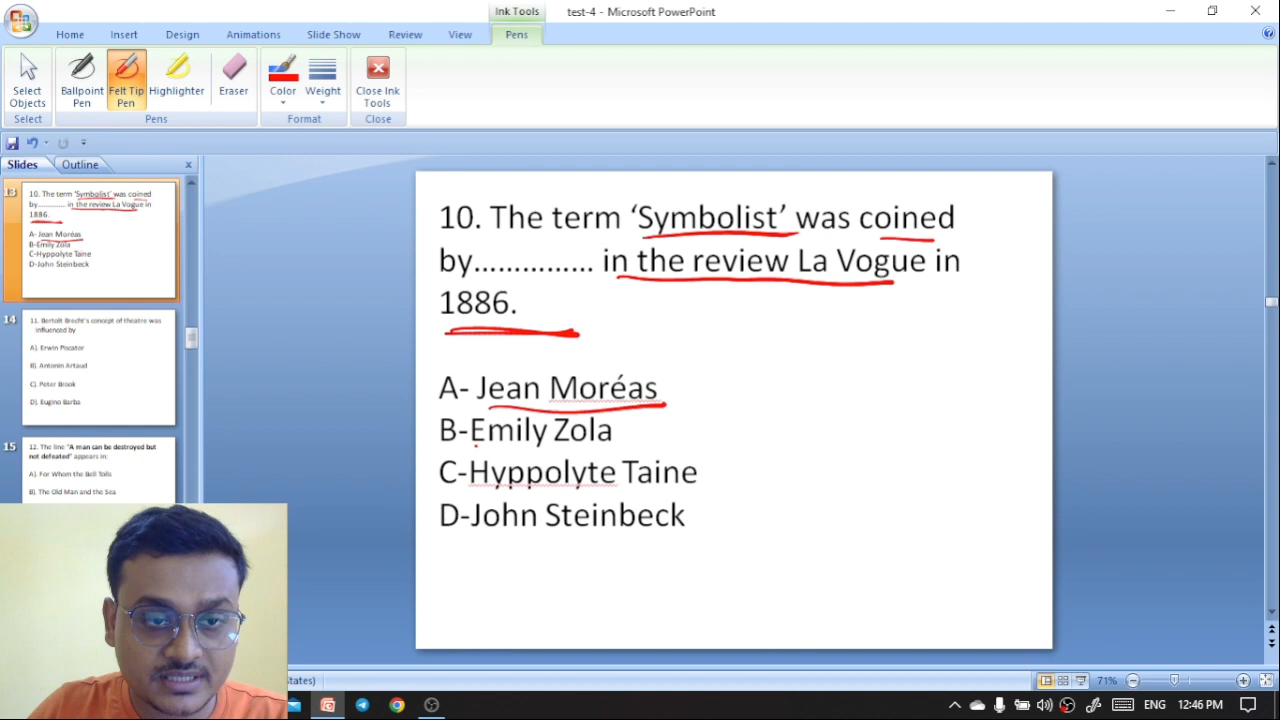 Ink Tools
test-4 - Microsoft PowerPoint
Home Insert Design Animations Slide Show Review View Pens
Select Objects
Ballpoint Pen
Felt Tip Pen
Highlighter
Eraser
Color
Weight
Close Ink Tools
Select
Pens
Format
Close
Slides Outline
13
10. The term ‘Symbolist’ was coined
by.............. in the review La Vogue in
1886.
A- Jean Moréas
B-Emily Zola
C-Hyppolyte Taine
D-John Steinbeck
14
11. Bertolt Brecht's concept of theatre was
influenced by
A). Erwin Piscator
B). Antonin Artaud
C). Peter Brook
D). Eugino Barba
15
12. The line "A man can be destroyed but
not defeated" appears in:
A). For Whom the Bell Tolls
B). The Old Man and the Sea
10. The term ‘Symbolist’ was coined
by............... in the review La Vogue in
1886.
A- Jean Moréas
B-Emily Zola
C-Hyppolyte Taine
D-John Steinbeck
States)
71%
ENG 12:46 PM